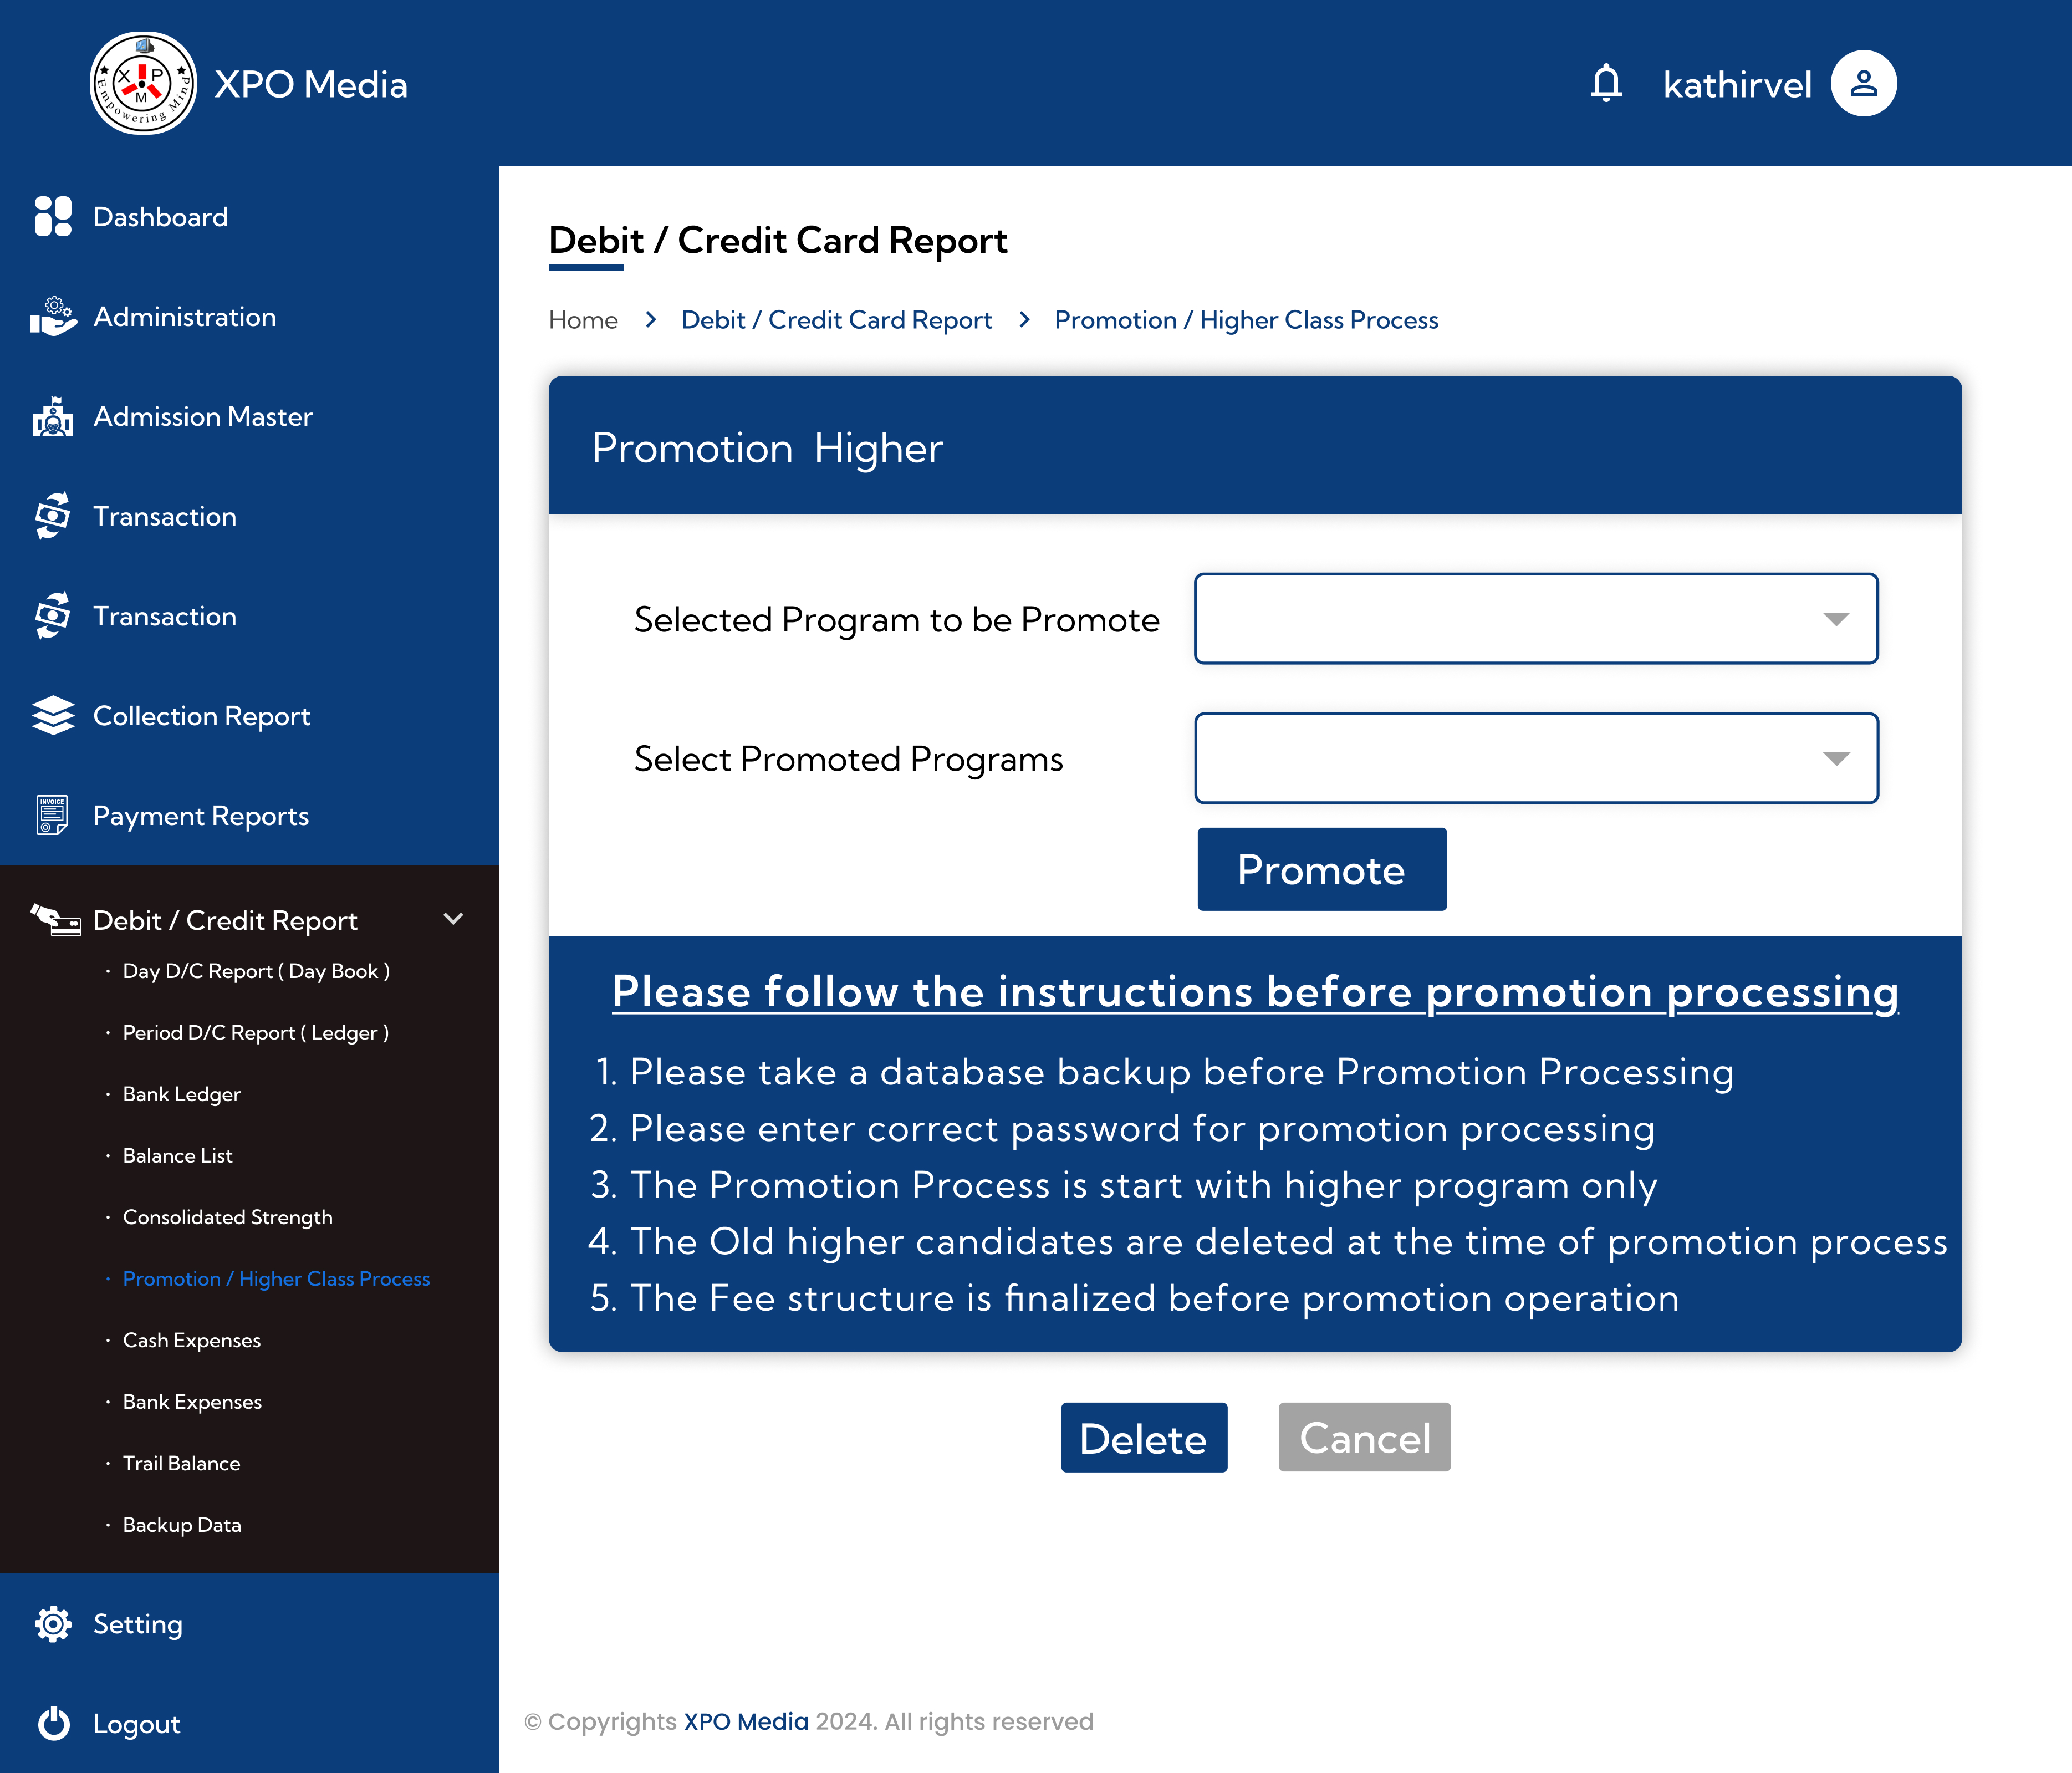 X P M
Empowering Mind
XPO Media
kathirvel
Dashboard
Administration
Admission Master
Transaction
Transaction
Collection Report
INVOICE
Payment Reports
Debit / Credit Report
· Day D/C Report ( Day Book )
· Period D/C Report ( Ledger )
· Bank Ledger
· Balance List
· Consolidated Strength
· Promotion / Higher Class Process
· Cash Expenses
· Bank Expenses
· Trail Balance
· Backup Data
Setting
Logout
Debit / Credit Card Report
Home > Debit / Credit Card Report > Promotion / Higher Class Process
Promotion Higher
Selected Program to be Promote
Select Promoted Programs
Promote
Please follow the instructions before promotion processing
1. Please take a database backup before Promotion Processing
2. Please enter correct password for promotion processing
3. The Promotion Process is start with higher program only
4. The Old higher candidates are deleted at the time of promotion process
5. The Fee structure is finalized before promotion operation
Delete
Cancel
© Copyrights XPO Media 2024. All rights reserved